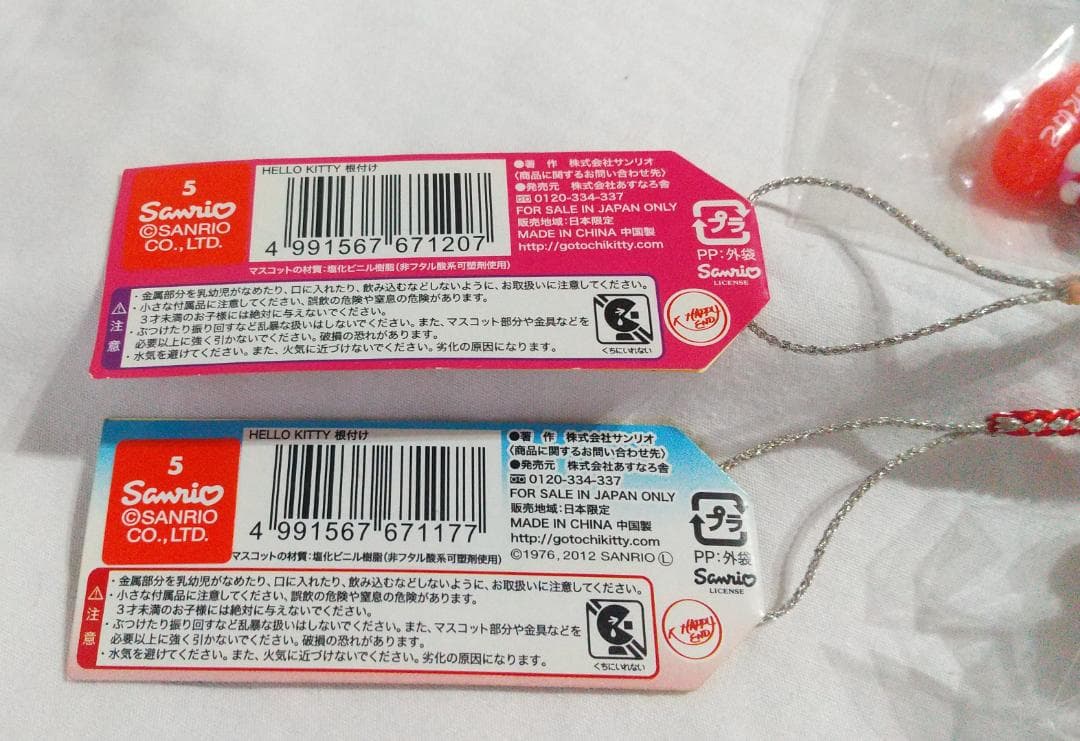 5
Sanrio
©SANRIO
CO., LTD.
HELLO KITTY 根付け
4 991567 671207
●著 作 株式会社サンリオ
〈商品に関するお問い合わせ先〉
●発売元 株式会社あすなろ舎
0120-334-337
FOR SALE IN JAPAN ONLY
販売地域:日本限定
MADE IN CHINA 中国製
http://gotochikitty.com
プラ
PP:外袋
Sanrio
LICENSE
マスコットの材質:塩化ビニル樹脂(非フタル酸系可塑剤使用)
注意
・金属部分を乳幼児がなめたり、口に入れたり、飲み込むなどしないように、お取扱いに注意してください。
・小さな付属品に注意してください、誤飲の危険や窒息の危険があります。
3才未満のお子様には絶対に与えないでください。
・ぶつけたり振り回すなど乱暴な扱いはしないでください。また、マスコット部分や金具などを
必要以上に強く引かないでください。破損の恐れがあります。
・水気を避けてください。また、火気に近づけないでください。劣化の原因になります。
くちにいれない
HAPPY
END
5
Sanrio
©SANRIO
CO., LTD.
HELLO KITTY 根付け
4 991567 671177
●著 作 株式会社サンリオ
〈商品に関するお問い合わせ先〉
●発売元 株式会社あすなろ舎
0120-334-337
FOR SALE IN JAPAN ONLY
販売地域:日本限定
MADE IN CHINA 中国製
http://gotochikitty.com
©1976, 2012 SANRIO Ⓛ
プラ
PP:外袋
Sanrio
LICENSE
マスコットの材質:塩化ビニル樹脂(非フタル酸系可塑剤使用)
注意
・金属部分を乳幼児がなめたり、口に入れたり、飲み込むなどしないように、お取扱いに注意してください。
・小さな付属品に注意してください、誤飲の危険や窒息の危険があります。
3才未満のお子様には絶対に与えないでください。
・ぶつけたり振り回すなど乱暴な扱いはしないでください。また、マスコット部分や金具などを
必要以上に強く引かないでください。破損の恐れがあります。
・水気を避けてください。また、火気に近づけないでください。劣化の原因になります。
くちにいれない
HAPPY
END